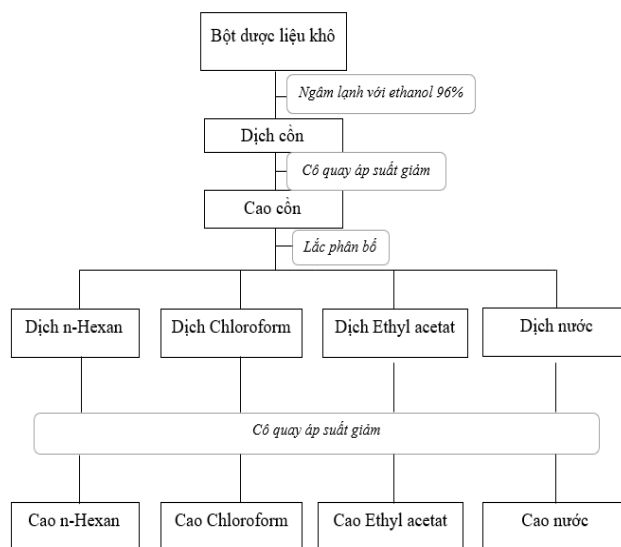 Bột dược liệu khô
Ngâm lạnh với ethanol 96%
Dịch cồn
Cô quay áp suất giảm
Cao cồn
Lắc phân bố
Dịch n-Hexan
Dịch Chloroform
Dịch Ethyl acetat
Dịch nước
Cô quay áp suất giảm
Cao n-Hexan
Cao Chloroform
Cao Ethyl acetat
Cao nước